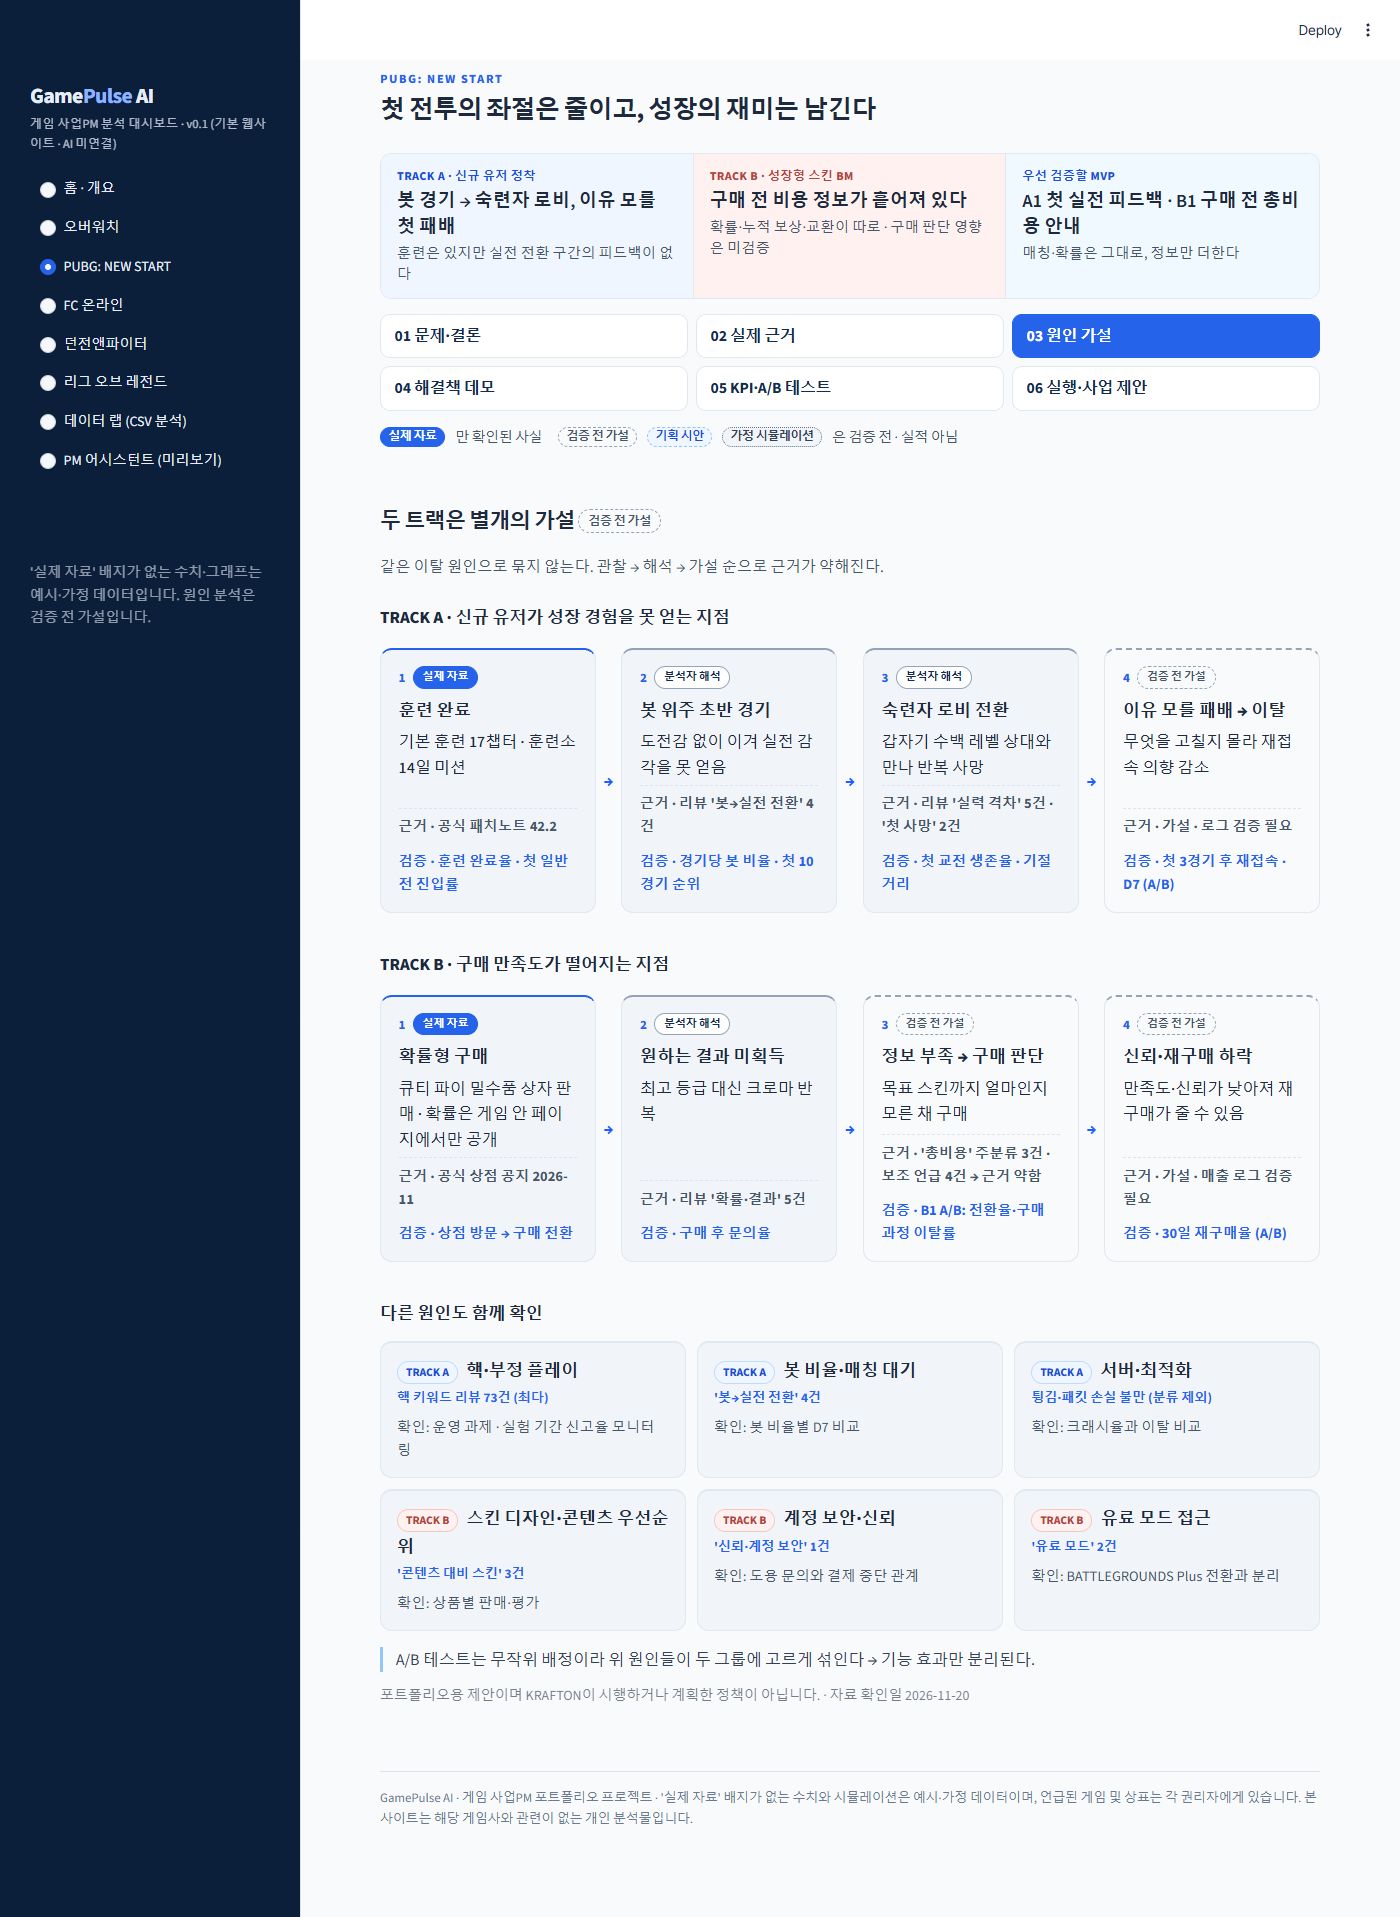 Deploy
GamePulse AI
게임 사업PM 분석 대시보드 · v0.1 (기본 웹사
이트 · AI 미연결)
홈 · 개요
오버워치
PUBG: NEW START
FC 온라인
던전앤파이터
리그 오브 레전드
데이터 랩 (CSV 분석)
PM 어시스턴트 (미리보기)
'실제 자료' 배지가 없는 수치·그래프는
예시·가정 데이터입니다. 원인 분석은
검증 전 가설입니다.
PUBG: NEW START
첫 전투의 좌절은 줄이고, 성장의 재미는 남긴다
TRACK A · 신규 유저 정착
봇 경기 → 숙련자 로비, 이유 모를
첫 패배
훈련은 있지만 실전 전환 구간의 피드백이 없
다
TRACK B · 성장형 스킨 BM
구매 전 비용 정보가 흩어져 있다
확률·누적 보상·교환이 따로 · 구매 판단 영향
은 미검증
우선 검증할 MVP
A1 첫 실전 피드백 · B1 구매 전 총비
용 안내
매칭·확률은 그대로, 정보만 더한다
01 문제·결론
02 실제 근거
03 원인 가설
04 해결책 데모
05 KPI·A/B 테스트
06 실행·사업 제안
실제 자료 만 확인된 사실 검증 전 가설 기획 시안 가정 시뮬레이션 은 검증 전 · 실적 아님
두 트랙은 별개의 가설 검증 전 가설
같은 이탈 원인으로 묶지 않는다. 관찰 → 해석 → 가설 순으로 근거가 약해진다.
TRACK A · 신규 유저가 성장 경험을 못 얻는 지점
1 실제 자료
훈련 완료
기본 훈련 17챕터 · 훈련소
14일 미션
근거 · 공식 패치노트 42.2
검증 · 훈련 완료율 · 첫 일반
전 진입률
→
2 분석자 해석
봇 위주 초반 경기
도전감 없이 이겨 실전 감
각을 못 얻음
근거 · 리뷰 '봇→실전 전환' 4
건
검증 · 경기당 봇 비율 · 첫 10
경기 순위
→
3 분석자 해석
숙련자 로비 전환
갑자기 수백 레벨 상대와
만나 반복 사망
근거 · 리뷰 '실력 격차' 5건 ·
'첫 사망' 2건
검증 · 첫 교전 생존율 · 기절
거리
→
4 검증 전 가설
이유 모를 패배 → 이탈
무엇을 고칠지 몰라 재접
속 의향 감소
근거 · 가설 · 로그 검증 필요
검증 · 첫 3경기 후 재접속 ·
D7 (A/B)
TRACK B · 구매 만족도가 떨어지는 지점
1 실제 자료
확률형 구매
큐티 파이 밀수품 상자 판
매 · 확률은 게임 안 페이
지에서만 공개
근거 · 공식 상점 공지 2026-
11
검증 · 상점 방문 → 구매 전환
→
2 분석자 해석
원하는 결과 미획득
최고 등급 대신 크로마 반
복
근거 · 리뷰 '확률·결과' 5건
검증 · 구매 후 문의율
→
3 검증 전 가설
정보 부족 → 구매 판단
목표 스킨까지 얼마인지
모른 채 구매
근거 · '총비용' 주분류 3건 ·
보조 언급 4건 → 근거 약함
검증 · B1 A/B: 전환율·구매
과정 이탈률
→
4 검증 전 가설
신뢰·재구매 하락
만족도·신뢰가 낮아져 재
구매가 줄 수 있음
근거 · 가설 · 매출 로그 검증
필요
검증 · 30일 재구매율 (A/B)
다른 원인도 함께 확인
TRACK A 핵·부정 플레이
핵 키워드 리뷰 73건 (최다)
확인: 운영 과제 · 실험 기간 신고율 모니터
링
TRACK A 봇 비율·매칭 대기
'봇→실전 전환' 4건
확인: 봇 비율별 D7 비교
TRACK A 서버·최적화
튕김·패킷 손실 불만 (분류 제외)
확인: 크래시율과 이탈 비교
TRACK B 스킨 디자인·콘텐츠 우선순
위
'콘텐츠 대비 스킨' 3건
확인: 상품별 판매·평가
TRACK B 계정 보안·신뢰
'신뢰·계정 보안' 1건
확인: 도용 문의와 결제 중단 관계
TRACK B 유료 모드 접근
'유료 모드' 2건
확인: BATTLEGROUNDS Plus 전환과 분리
A/B 테스트는 무작위 배정이라 위 원인들이 두 그룹에 고르게 섞인다 → 기능 효과만 분리된다.
포트폴리오용 제안이며 KRAFTON이 시행하거나 계획한 정책이 아닙니다. · 자료 확인일 2026-11-20
GamePulse AI · 게임 사업PM 포트폴리오 프로젝트 · '실제 자료' 배지가 없는 수치와 시뮬레이션은 예시·가정 데이터이며, 언급된 게임 및 상표는 각 권리자에게 있습니다. 본
사이트는 해당 게임사와 관련이 없는 개인 분석물입니다.